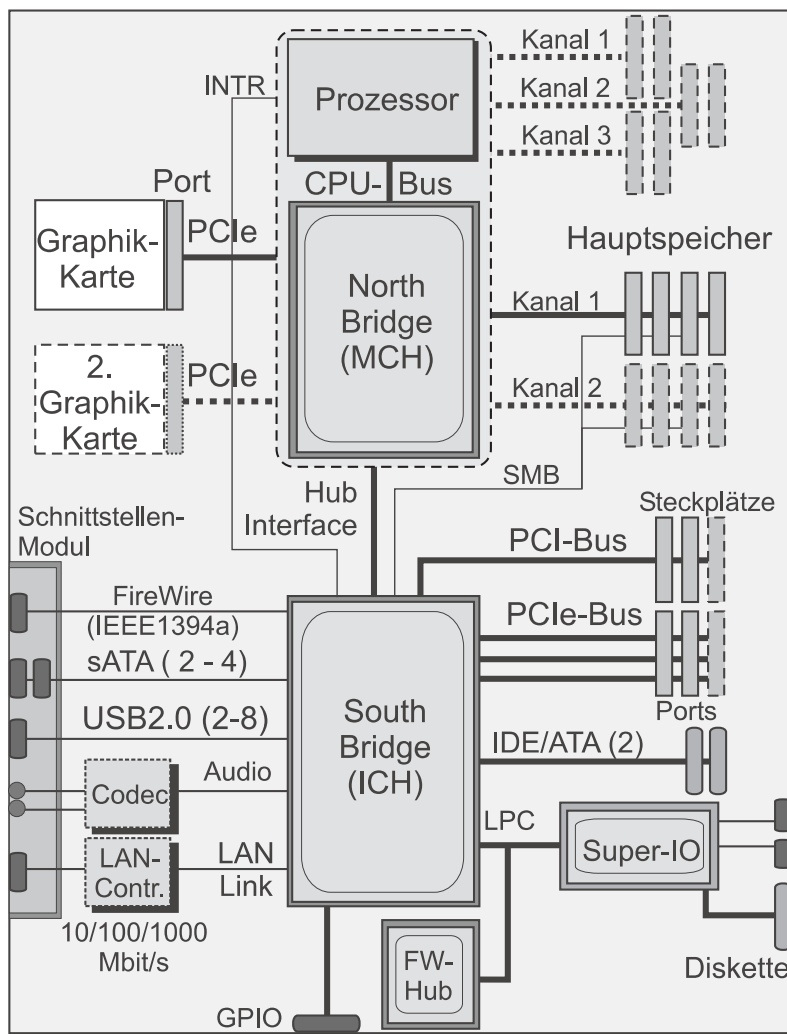 Kanal 1
INTR
Prozessor
Kanal 2
Kanal 3
Port
CPU- Bus
PCIe
Graphik-
Karte
Hauptspeicher
North
Bridge
(MCH)
Kanal 1
2.
Graphik-
Karte
PCIe
Kanal 2
SMB
Hub
Interface
Steckplätze
Schnittstellen-
Modul
PCI-Bus
FireWire
(IEEE1394a)
PCIe-Bus
sATA ( 2 - 4)
USB2.0 (2-8)
South
Bridge
(ICH)
Ports
IDE/ATA (2)
Audio
Codec
LPC
Super-IO
LAN-
Contr.
LAN
Link
10/100/1000
Mbit/s
FW-
Hub
Diskette
GPIO